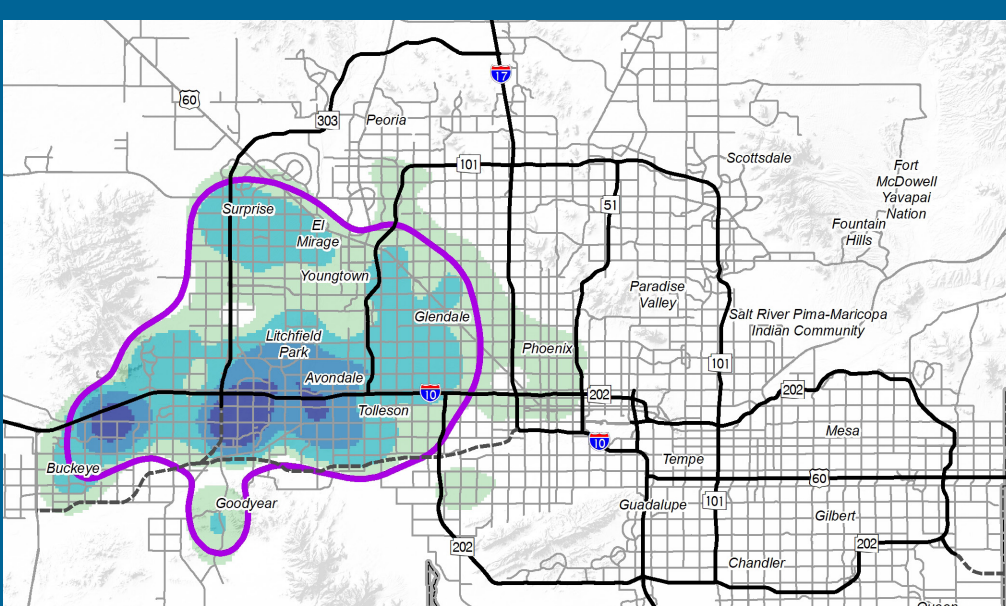 17
60
303
Peoria
101
Scottsdale
Fort
McDowell
Yavapai
Nation
51
Surprise
El
Mirage
Fountain
Hills
Youngtown
Paradise
Valley
Glendale
Salt River Pima-Maricopa
Indian Community
Litchfield
Park
Phoenix
101
Avondale
10
202
202
Tolleson
Mesa
10
Buckeye
Tempe
60
Goodyear
Guadalupe
101
Gilbert
202
202
Chandler